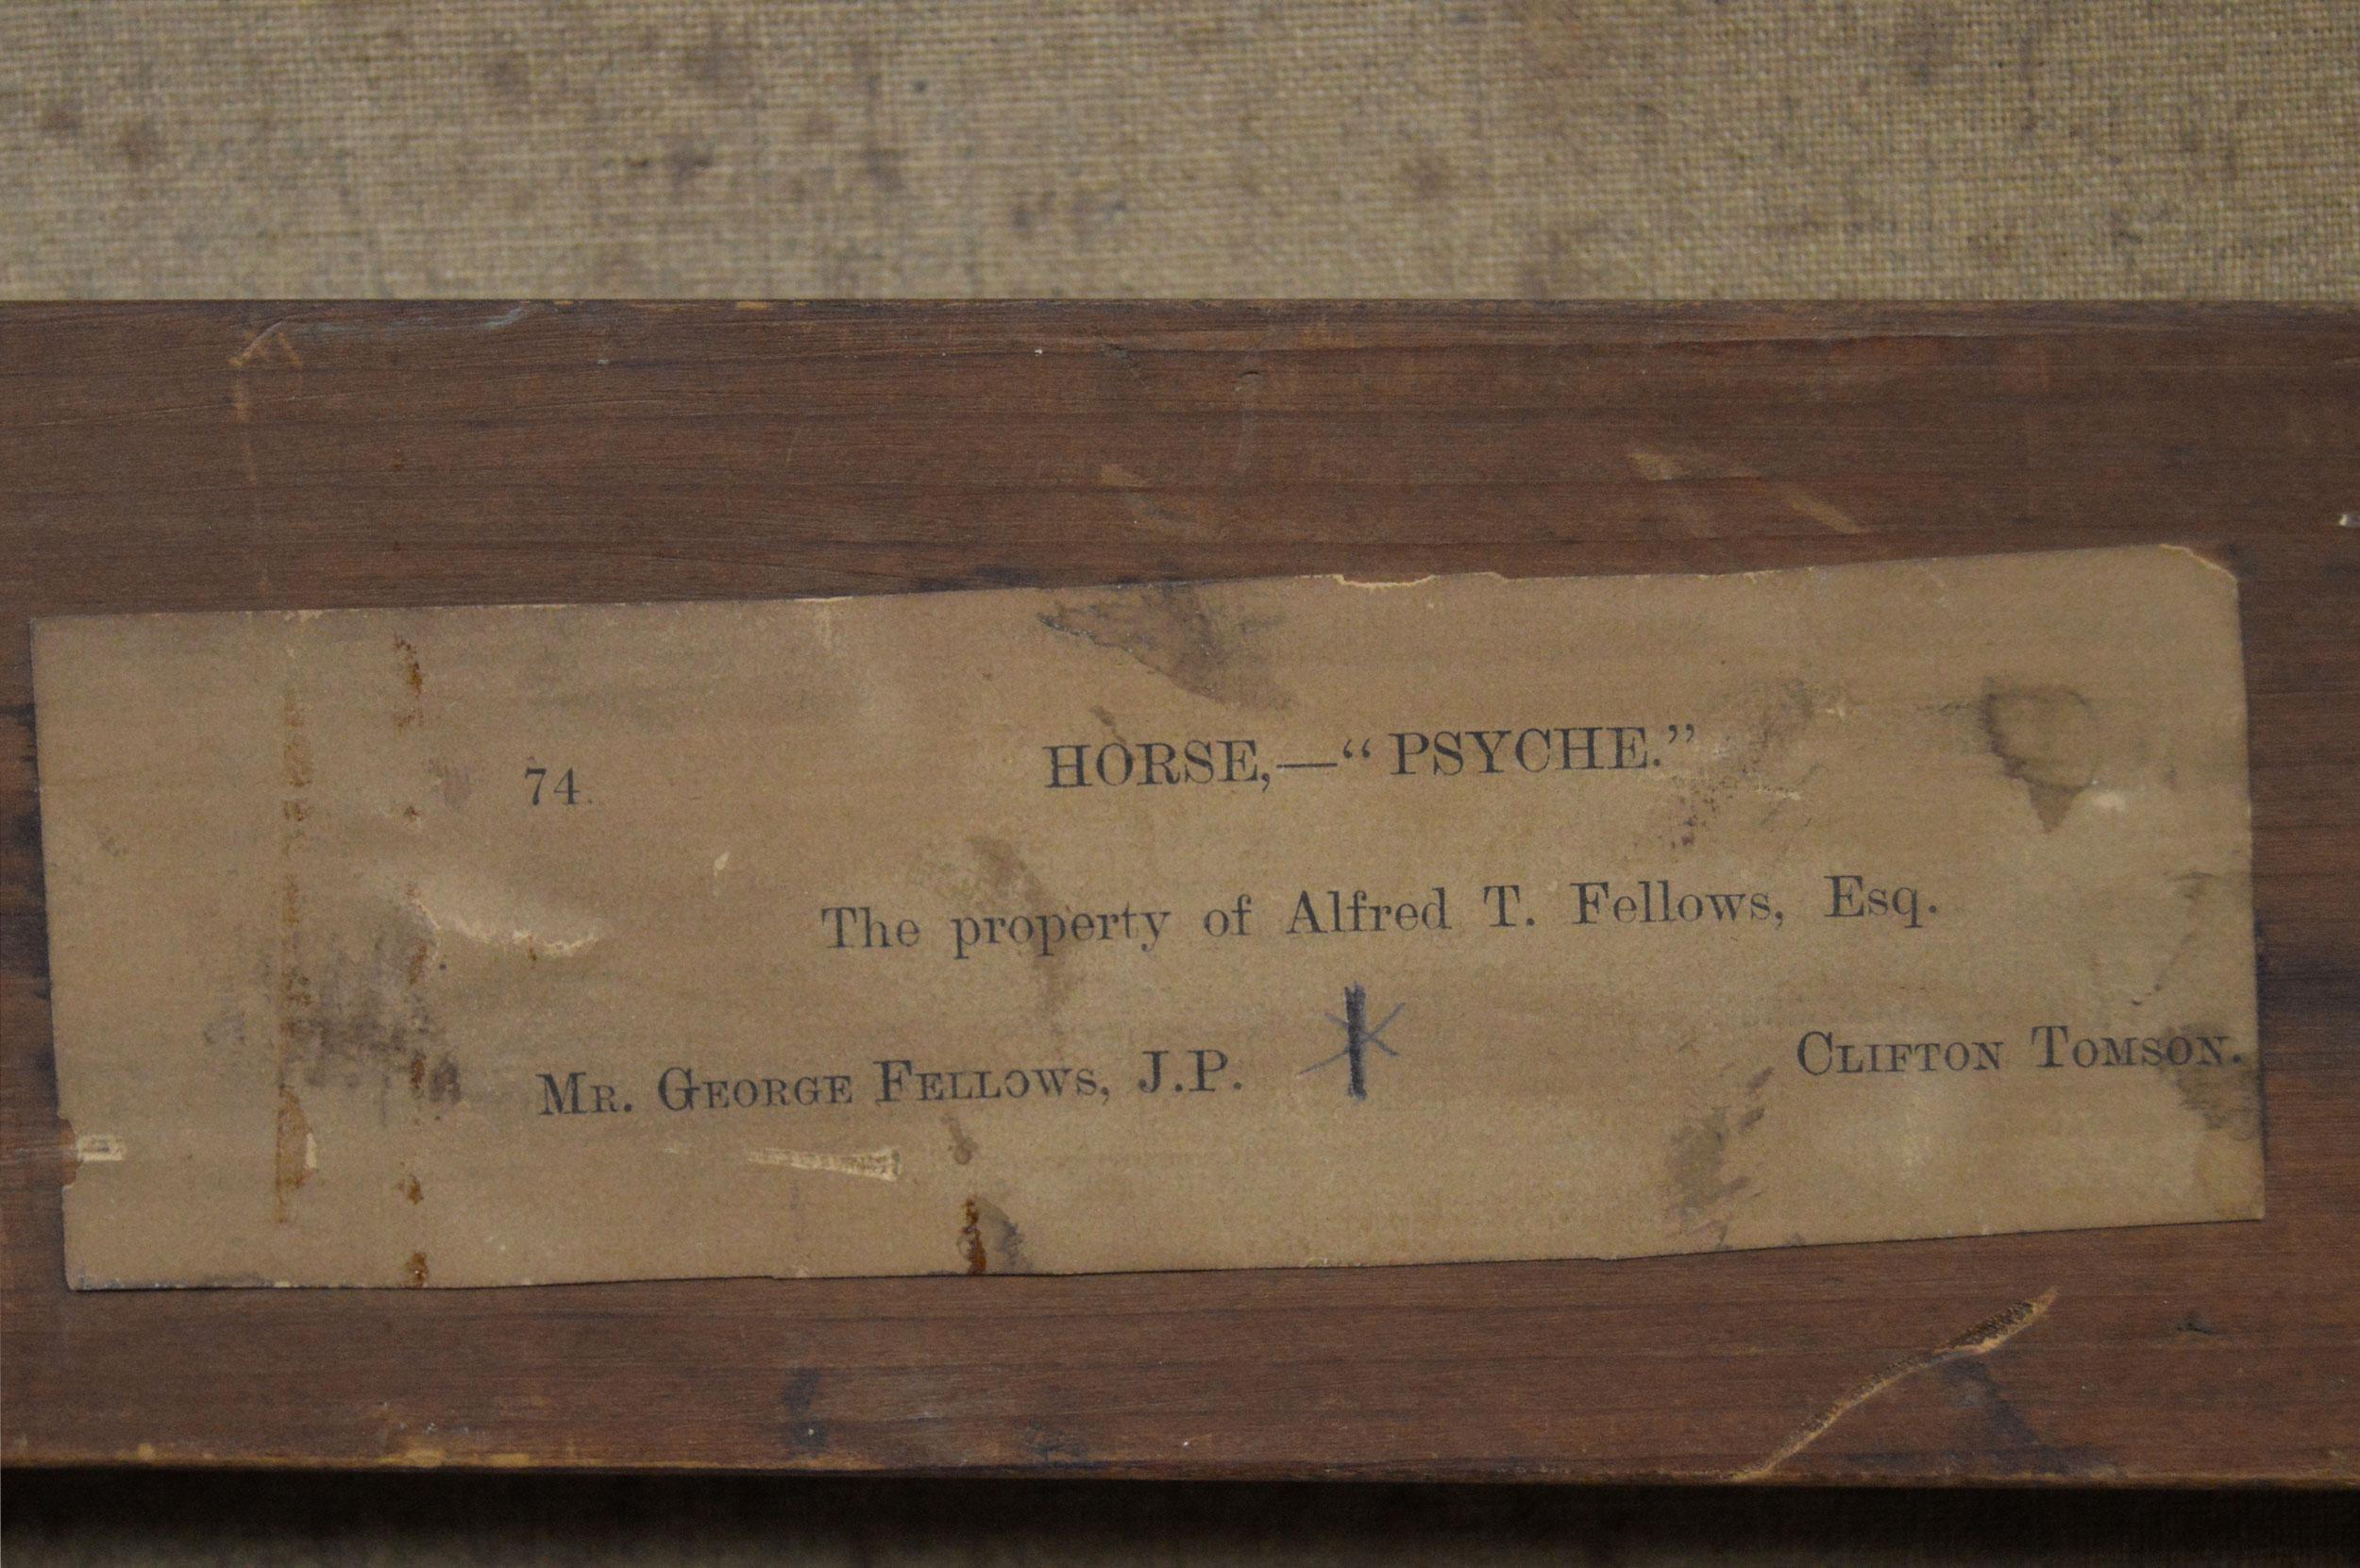 74. HORSE,—“PSYCHE.”
The property of Alfred T. Fellows, Esq.
MR. GEORGE FELLOWS, J.P. CLIFTON TOMSON.